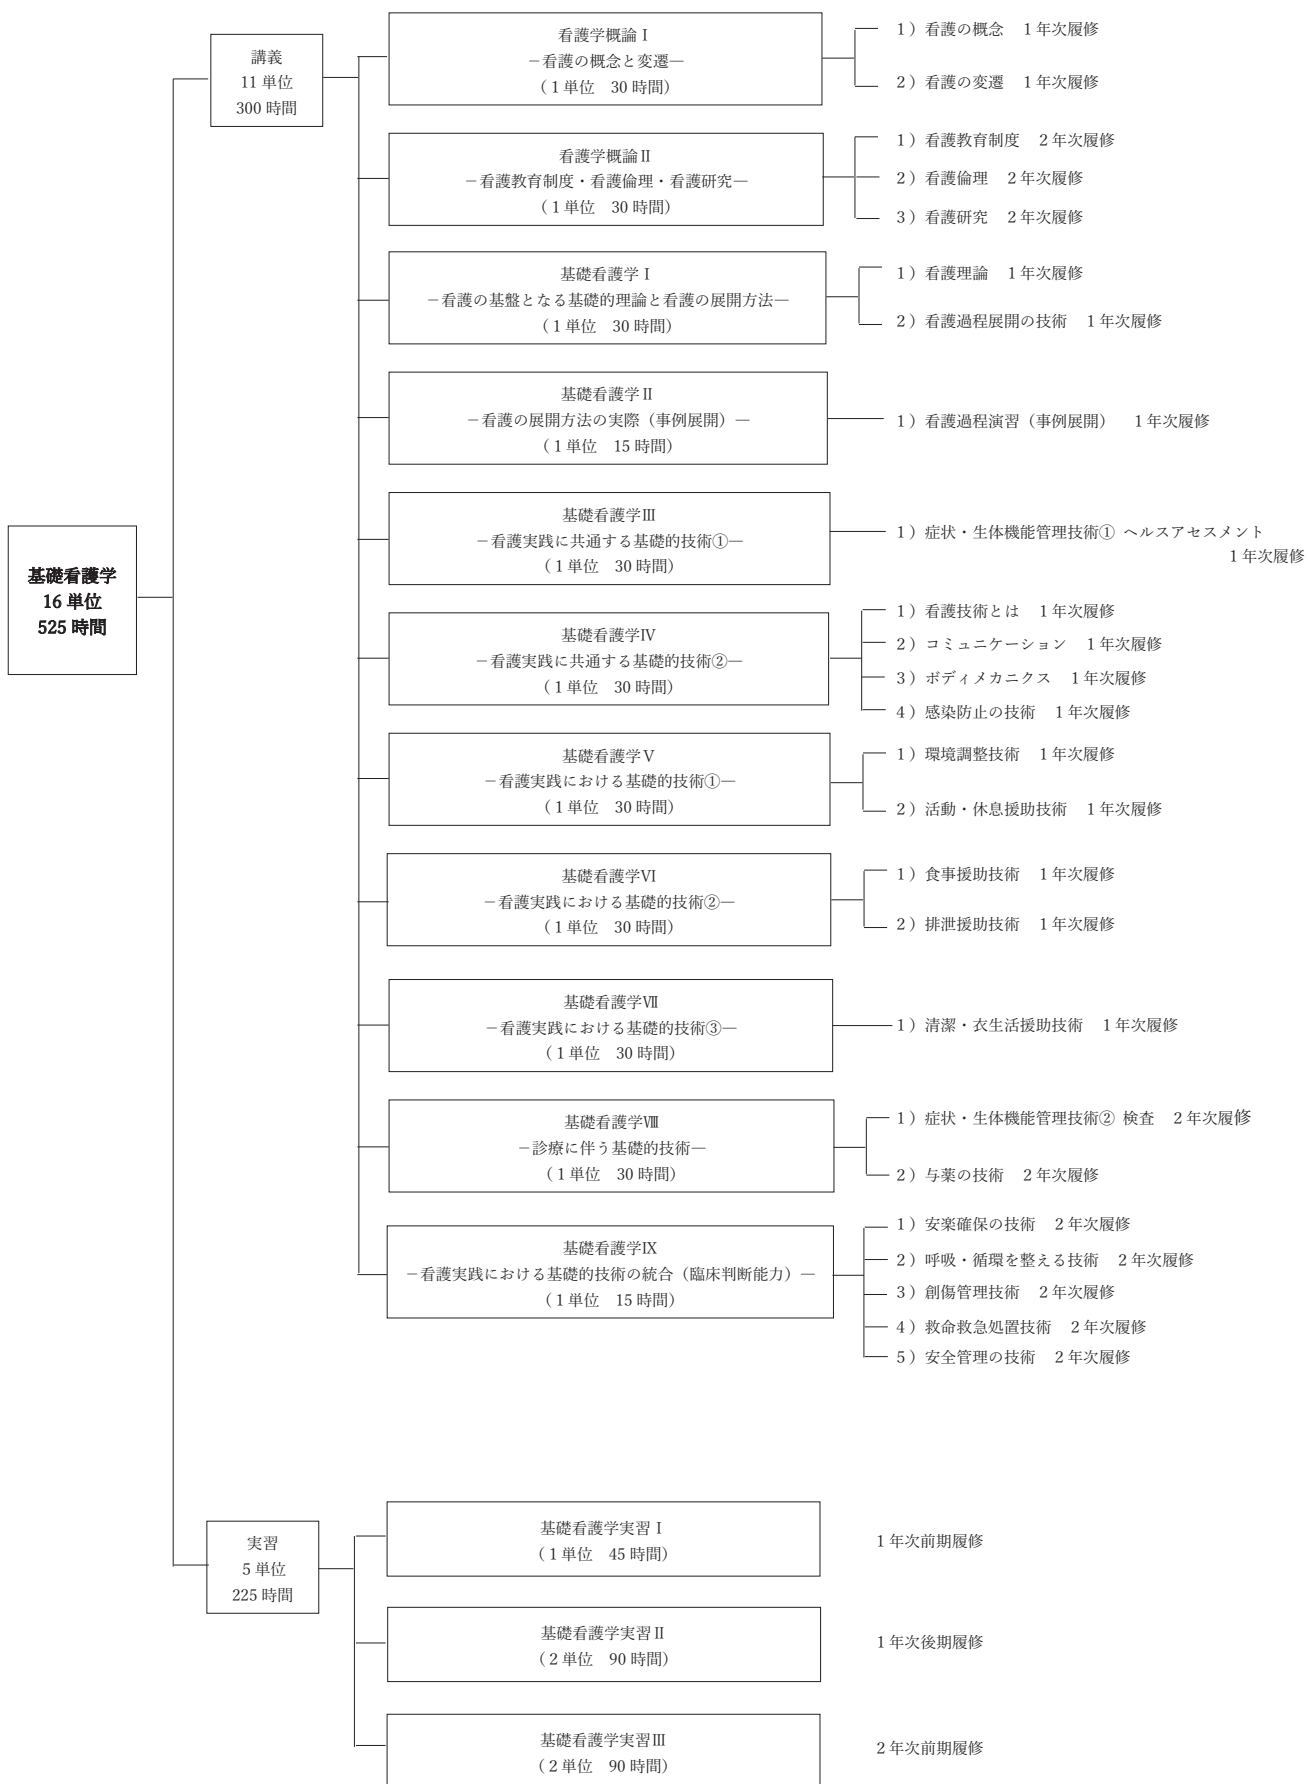 基礎看護学
16 単位
525 時間
講義
11 単位
300 時間
看護学概論Ⅰ
－看護の概念と変遷―
（１単位　30 時間）
１）看護の概念　１年次履修
２）看護の変遷　１年次履修
看護学概論Ⅱ
－看護教育制度・看護倫理・看護研究―
（１単位　30 時間）
１）看護教育制度　２年次履修
２）看護倫理　２年次履修
３）看護研究　２年次履修
基礎看護学Ⅰ
－看護の基盤となる基礎的理論と看護の展開方法―
（１単位　30 時間）
１）看護理論　１年次履修
２）看護過程展開の技術　１年次履修
基礎看護学Ⅱ
－看護の展開方法の実際（事例展開）―
（１単位　15 時間）
１）看護過程演習（事例展開）　１年次履修
基礎看護学Ⅲ
－看護実践に共通する基礎的技術①―
（１単位　30 時間）
１）症状・生体機能管理技術① ヘルスアセスメント
１年次履修
基礎看護学Ⅳ
－看護実践に共通する基礎的技術②―
（１単位　30 時間）
１）看護技術とは　１年次履修
２）コミュニケーション　１年次履修
３）ボディメカニクス　１年次履修
４）感染防止の技術　１年次履修
基礎看護学Ⅴ
－看護実践における基礎的技術①―
（１単位　30 時間）
１）環境調整技術　１年次履修
２）活動・休息援助技術　１年次履修
基礎看護学Ⅵ
－看護実践における基礎的技術②―
（１単位　30 時間）
１）食事援助技術　１年次履修
２）排泄援助技術　１年次履修
基礎看護学Ⅶ
－看護実践における基礎的技術③―
（１単位　30 時間）
１）清潔・衣生活援助技術　１年次履修
基礎看護学Ⅷ
－診療に伴う基礎的技術―
（１単位　30 時間）
１）症状・生体機能管理技術② 検査　２年次履修
２）与薬の技術　２年次履修
基礎看護学Ⅸ
－看護実践における基礎的技術の統合（臨床判断能力）―
（１単位　15 時間）
１）安楽確保の技術　２年次履修
２）呼吸・循環を整える技術　２年次履修
３）創傷管理技術　２年次履修
４）救命救急処置技術　２年次履修
５）安全管理の技術　２年次履修
実習
５単位
225 時間
基礎看護学実習Ⅰ
（１単位　45 時間）
１年次前期履修
基礎看護学実習Ⅱ
（２単位　90 時間）
１年次後期履修
基礎看護学実習Ⅲ
（２単位　90 時間）
２年次前期履修